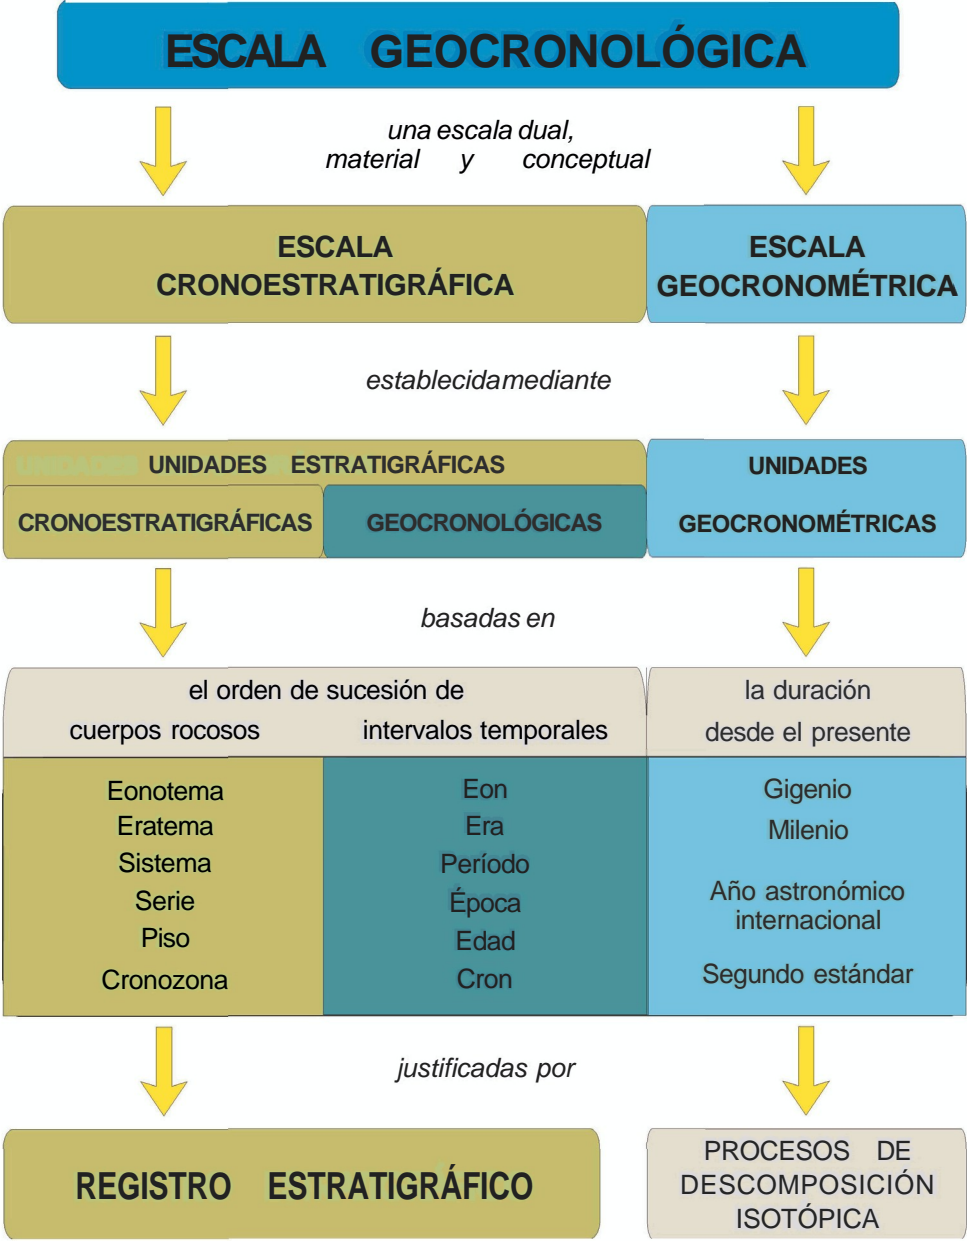 ESCALA GEOCRONOLÓGICA
una escala dual,
material y conceptual
ESCALA
CRONOESTRATIGRÁFICA
ESCALA
GEOCRONOMÉTRICA
establecida mediante
UNIDADES ESTRATIGRÁFICAS
CRONOESTRATIGRÁFICAS
GEOCRONOLÓGICAS
UNIDADES
GEOCRONOMÉTRICAS
basadas en
el orden de sucesión de
cuerpos rocosos
intervalos temporales
la duración
desde el presente
Eonotema
Eratema
Sistema
Serie
Piso
Cronozona
Eon
Era
Período
Época
Edad
Cron
Gigenio
Milenio
Año astronómico
internacional
Segundo estándar
justificadas por
REGISTRO ESTRATIGRÁFICO
PROCESOS DE
DESCOMPOSICIÓN
ISOTÓPICA